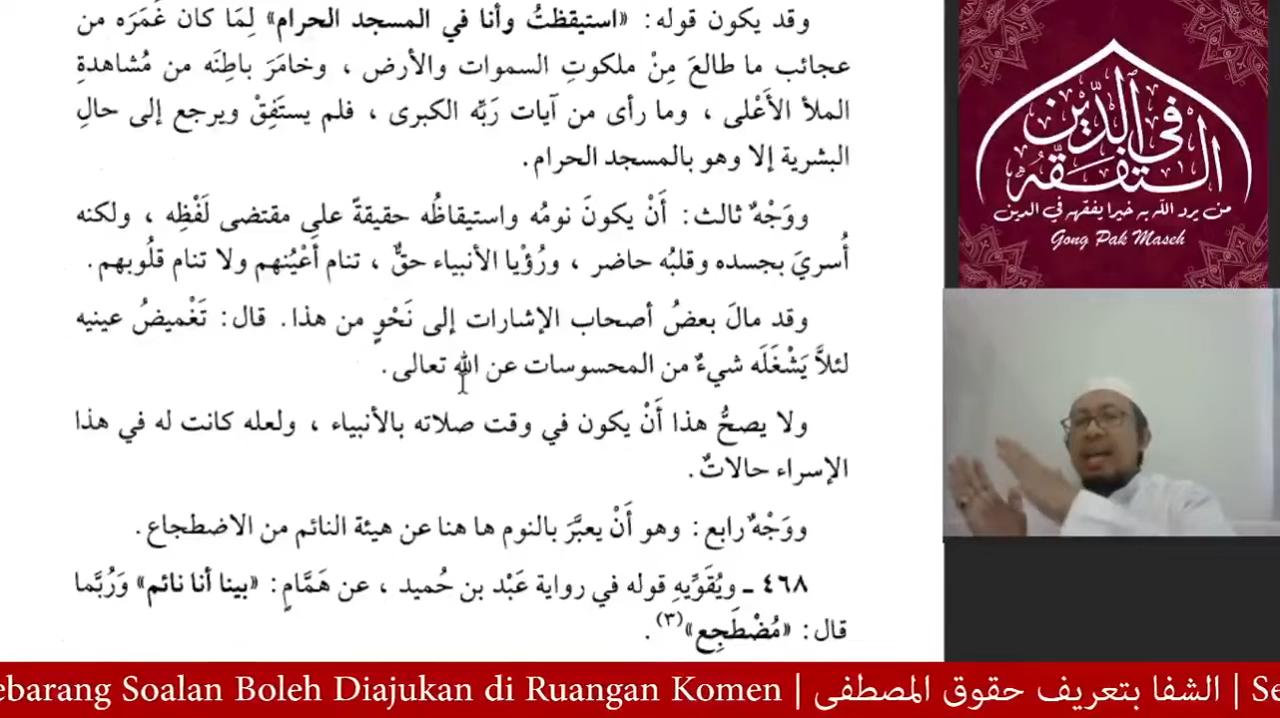 وقد يكون قوله: «استيقظتُ وأنا في المسجد الحرام» لِمَا كان غَمَرَه من
عجائب ما طالعَ مِنْ ملكوتِ السموات والأرض ، وخامَرَ باطِنَه من مُشاهدةِ
الملأ الأَعْلى ، وما رأى من آيات رَبِّه الكبرى ، فلم يستَفِقْ ويرجع إلى حالِ
البشرية إلا وهو بالمسجد الحرام.
ووَجْهٌ ثالث: أَنْ يكونَ نومُه واستيقاظُه حقيقةً على مقتضى لَفْظِه ، ولكنه
أُسريَ بجسده وقلبُه حاضر ، ورُؤْيا الأنبياء حقٌّ ، تنام أَعْيُنهم ولا تنام قلُوبهم.
وقد مالَ بعضُ أصحاب الإشارات إلى نَحْوٍ من هذا. قال: تَغْميضُ عينيه
لئلاَّ يَشْغَلَه شيءٌ من المحسوسات عن الله تعالى.
ولا يصحُّ هذا أَنْ يكون في وقت صلاته بالأنبياء ، ولعله كانت له في هذا
الإسراء حالاتٌ.
ووَجْهٌ رابع: وهو أَنْ يعبَّرَ بالنوم ها هنا عن هيئة النائم من الاضطجاع.
٤٦٨ ـ ويُقَوِّيهِ قوله في رواية عَبْد بن حُميد ، عن هَمَّامٍ: «بينا أنا نائم» وَرُبَّما
قال: «مُضْطَجِع»(٣).
التفقه في الدين
من يرد الله به خيرا يفقهه في الدين
Gong Pak Maseh
ebarang Soalan Boleh Diajukan di Ruangan Komen | الشفا بتعريف حقوق المصطفى | Se